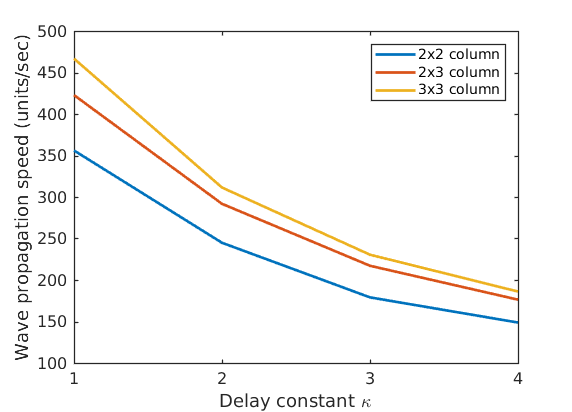 500
450
400
350
300
250
200
150
100
Wave propagation speed (units/sec)
2x2 column
2x3 column
3x3 column
1 2 3 4
Delay constant κ